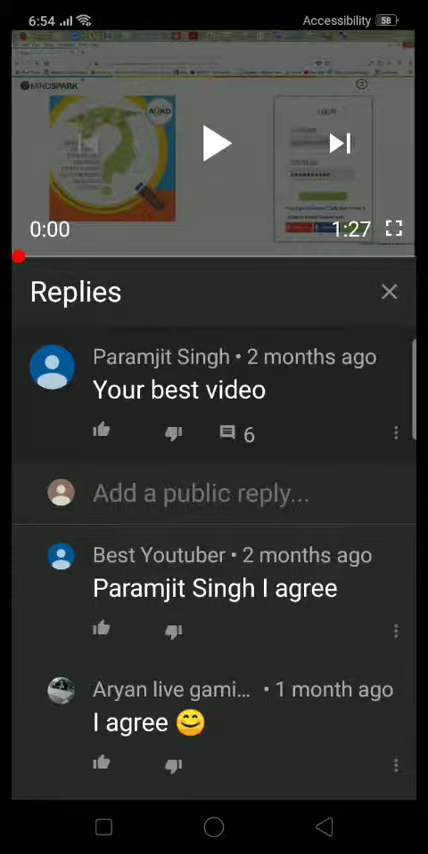 6:54
Accessibility 58
MINDSPARK
?
0:00
1:27
Replies
Paramjit Singh • 2 months ago
Your best video
6
Add a public reply...
Best Youtuber • 2 months ago
Paramjit Singh I agree
Aryan live gami... • 1 month ago
I agree 😊